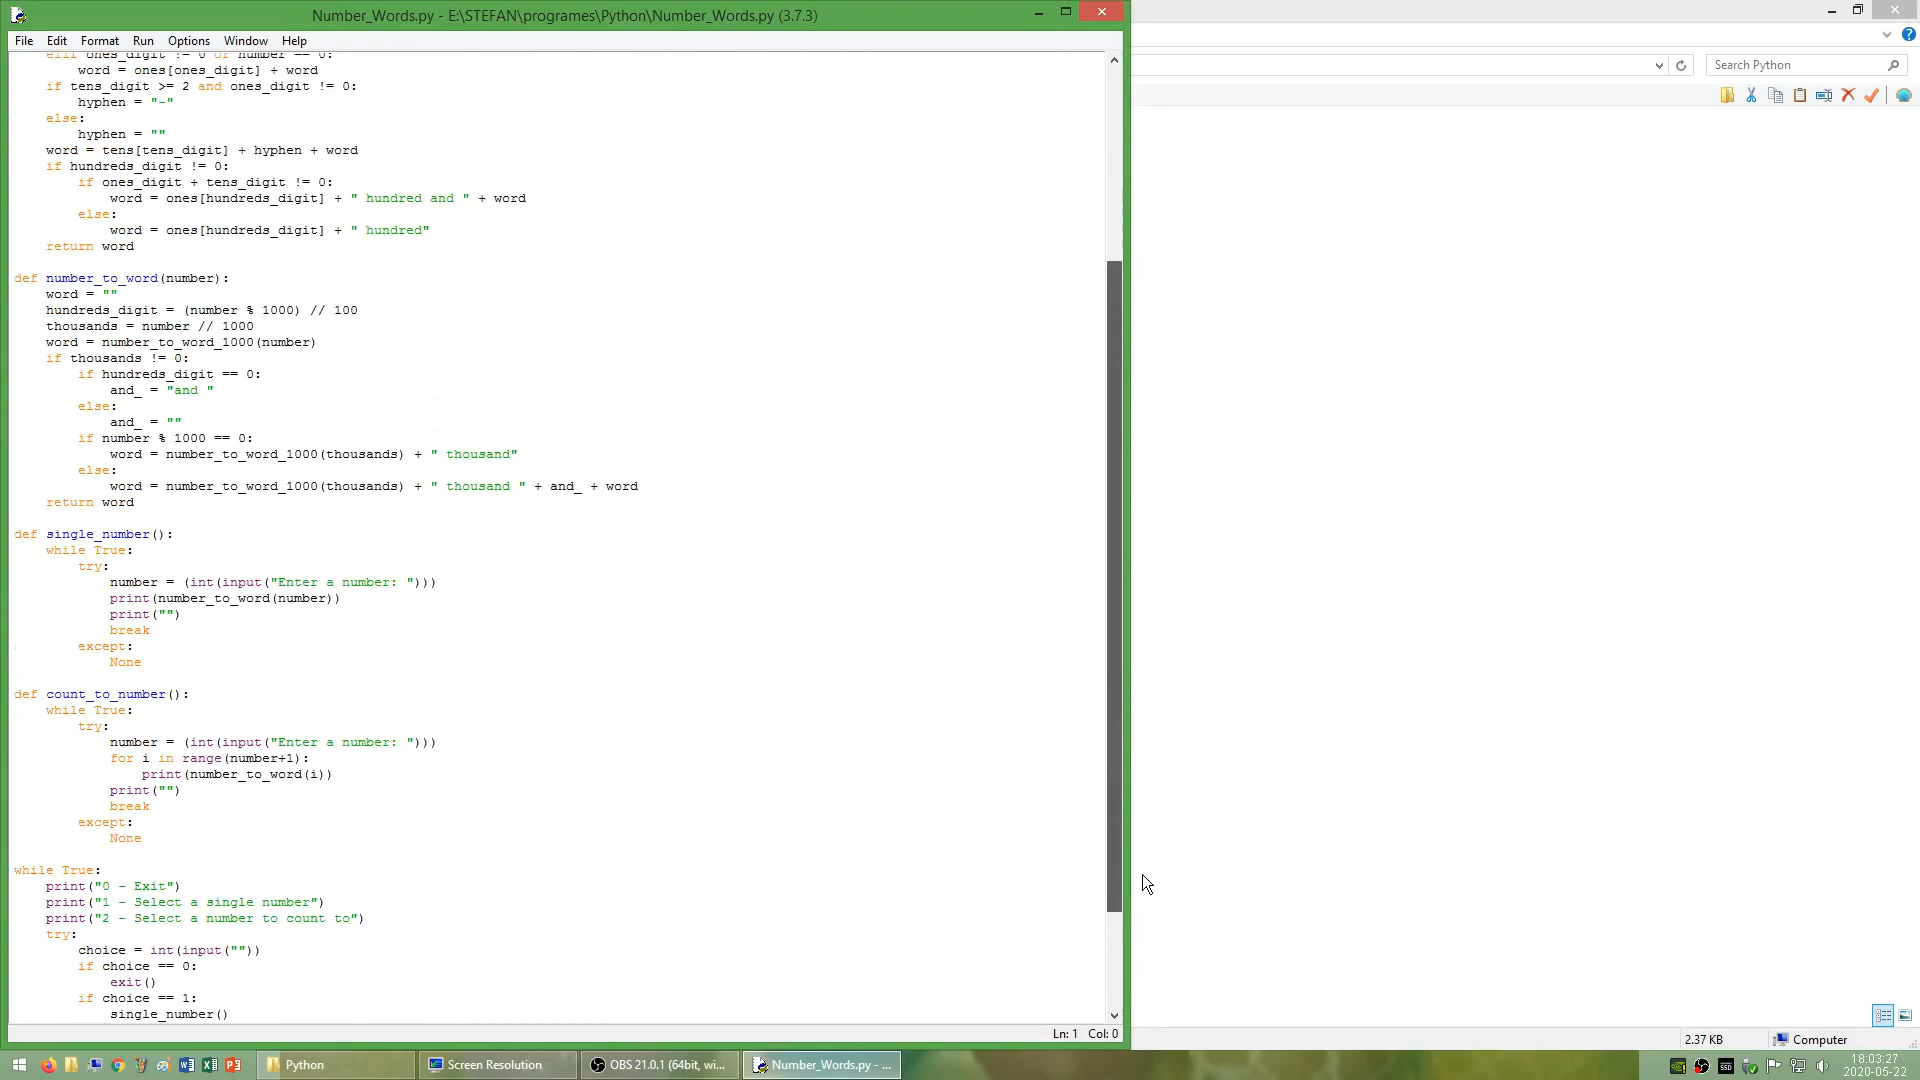 Number_Words.py - E:\STEFAN\programes\Python\Number_Words.py (3.7.3)
File Edit Format Run Options Window Help
Search Python
    elif ones_digit != 0 or number == 0:
        word = ones[ones_digit] + word
    if tens_digit >= 2 and ones_digit != 0:
        hyphen = "-"
    else:
        hyphen = ""
    word = tens[tens_digit] + hyphen + word
    if hundreds_digit != 0:
        if ones_digit + tens_digit != 0:
            word = ones[hundreds_digit] + " hundred and " + word
        else:
            word = ones[hundreds_digit] + " hundred"
    return word
def number_to_word(number):
    word = ""
    hundreds_digit = (number % 1000) // 100
    thousands = number // 1000
    word = number_to_word_1000(number)
    if thousands != 0:
        if hundreds_digit == 0:
            and_ = "and "
        else:
            and_ = ""
        if number % 1000 == 0:
            word = number_to_word_1000(thousands) + " thousand"
        else:
            word = number_to_word_1000(thousands) + " thousand " + and_ + word
    return word
def single_number():
    while True:
        try:
            number = (int(input("Enter a number: ")))
            print(number_to_word(number))
            print("")
            break
        except:
            None
def count_to_number():
    while True:
        try:
            number = (int(input("Enter a number: ")))
            for i in range(number+1):
                print(number_to_word(i))
            print("")
            break
        except:
            None
while True:
    print("0 - Exit")
    print("1 - Select a single number")
    print("2 - Select a number to count to")
    try:
        choice = int(input(""))
        if choice == 0:
            exit()
        if choice == 1:
            single_number()
Ln: 1 Col: 0
2.37 KB Computer
Python
Screen Resolution
OBS 21.0.1 (64bit, wi...
Number_Words.py - ...
SSD
18:03:27
2020-05-22